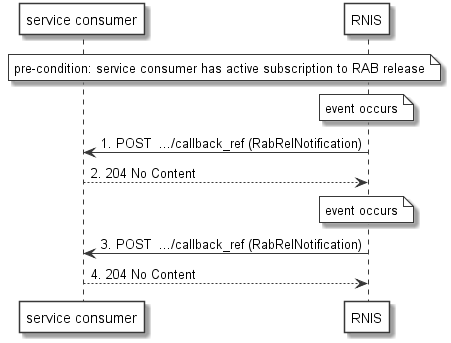 service consumer
RNIS
pre-condition: service consumer has active subscription to RAB release
event occurs
1. POST .../callback_ref (RabRelNotification)
2. 204 No Content
event occurs
3. POST .../callback_ref (RabRelNotification)
4. 204 No Content
service consumer
RNIS